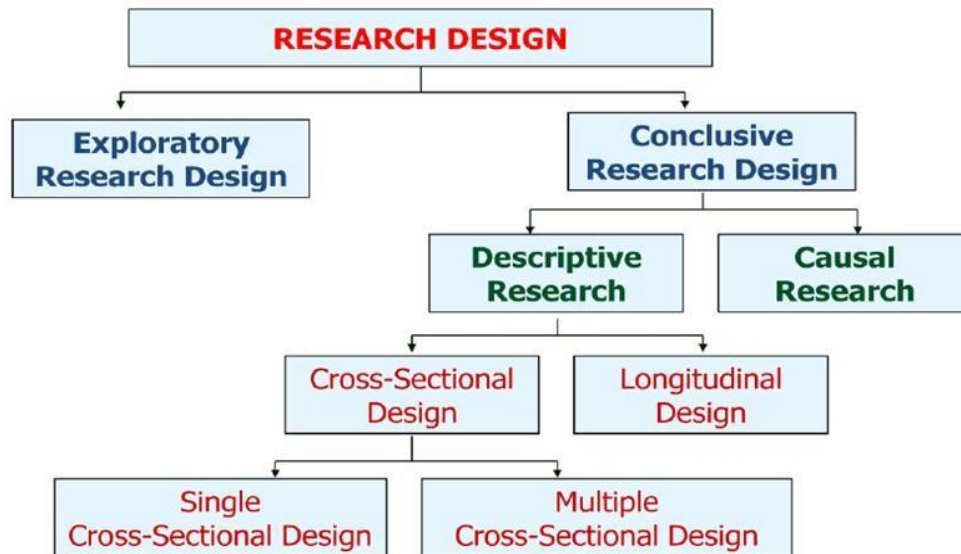 RESEARCH DESIGN
Exploratory
Research Design
Conclusive
Research Design
Descriptive
Research
Causal
Research
Cross-Sectional
Design
Longitudinal
Design
Single
Cross-Sectional Design
Multiple
Cross-Sectional Design